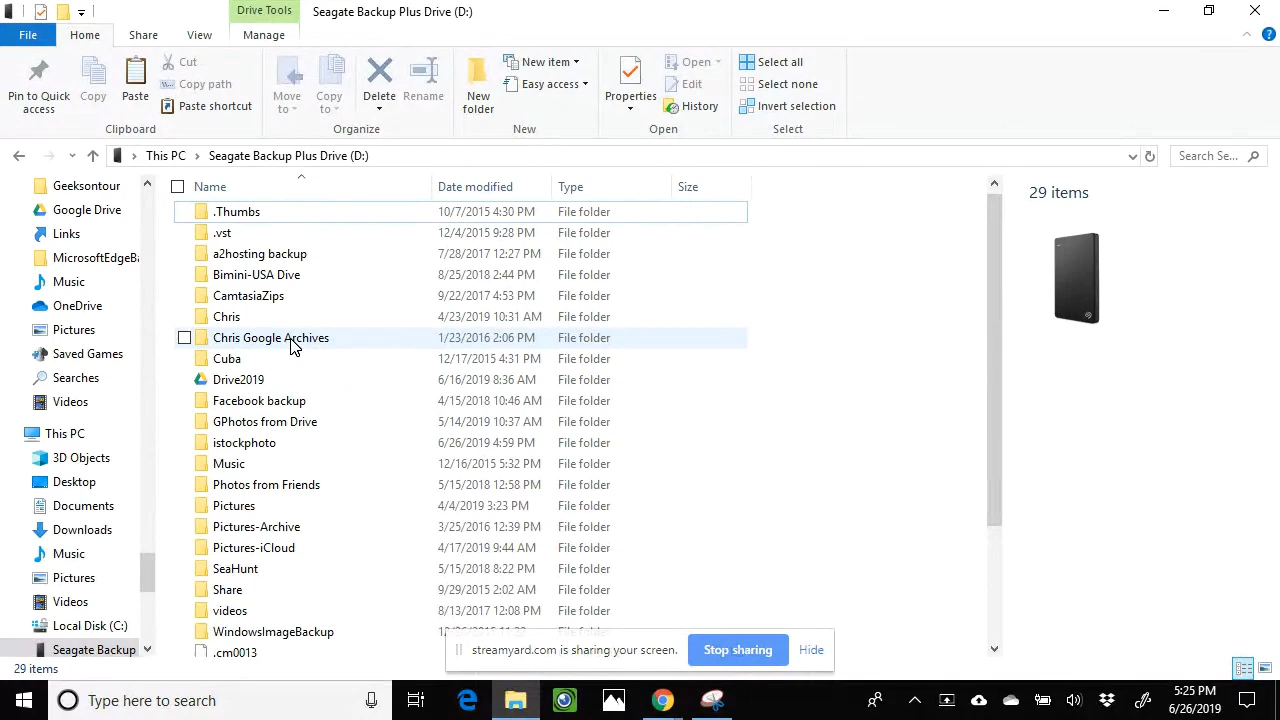 Drive Tools
Seagate Backup Plus Drive (D:)
File
Home
Share
View
Manage
Pin to Quick access
Copy
Paste
Cut
Copy path
Paste shortcut
Clipboard
Move to
Copy to
Delete
Rename
Organize
New folder
New item
Easy access
New
Properties
Open
Edit
History
Open
Select all
Select none
Invert selection
Select
This PC > Seagate Backup Plus Drive (D:)
Search Se...
Geeksontour
Google Drive
Links
MicrosoftEdgeBa
Music
OneDrive
Pictures
Saved Games
Searches
Videos
This PC
3D Objects
Desktop
Documents
Downloads
Music
Pictures
Videos
Local Disk (C:)
Seagate Backup
Name Date modified Type Size
.Thumbs 10/7/2015 4:30 PM File folder
.vst 12/4/2015 9:28 PM File folder
a2hosting backup 7/28/2017 12:27 PM File folder
Bimini-USA Dive 8/25/2018 2:44 PM File folder
CamtasiaZips 9/22/2017 4:53 PM File folder
Chris 4/23/2019 10:31 AM File folder
Chris Google Archives 1/23/2016 2:06 PM File folder
Cuba 12/17/2015 4:31 PM File folder
Drive2019 6/16/2019 8:36 AM File folder
Facebook backup 4/15/2018 10:46 AM File folder
GPhotos from Drive 5/14/2019 10:37 AM File folder
istockphoto 6/26/2019 4:59 PM File folder
Music 12/16/2015 5:32 PM File folder
Photos from Friends 5/15/2018 12:58 PM File folder
Pictures 4/4/2019 3:23 PM File folder
Pictures-Archive 3/25/2016 12:39 PM File folder
Pictures-iCloud 4/17/2019 9:44 AM File folder
SeaHunt 5/15/2018 8:22 PM File folder
Share 9/29/2015 2:02 AM File folder
videos 8/13/2017 12:08 PM File folder
WindowsImageBackup
.cm0013
29 items
streamyard.com is sharing your screen.
Stop sharing
Hide
29 items
Type here to search
5:25 PM
6/26/2019